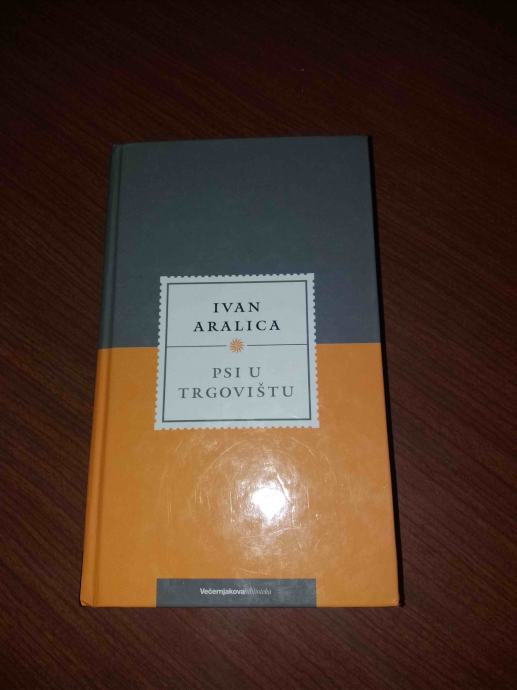 IVAN
ARALICA
PSI U
TRGOVIŠTU
Večernjakova biblioteka